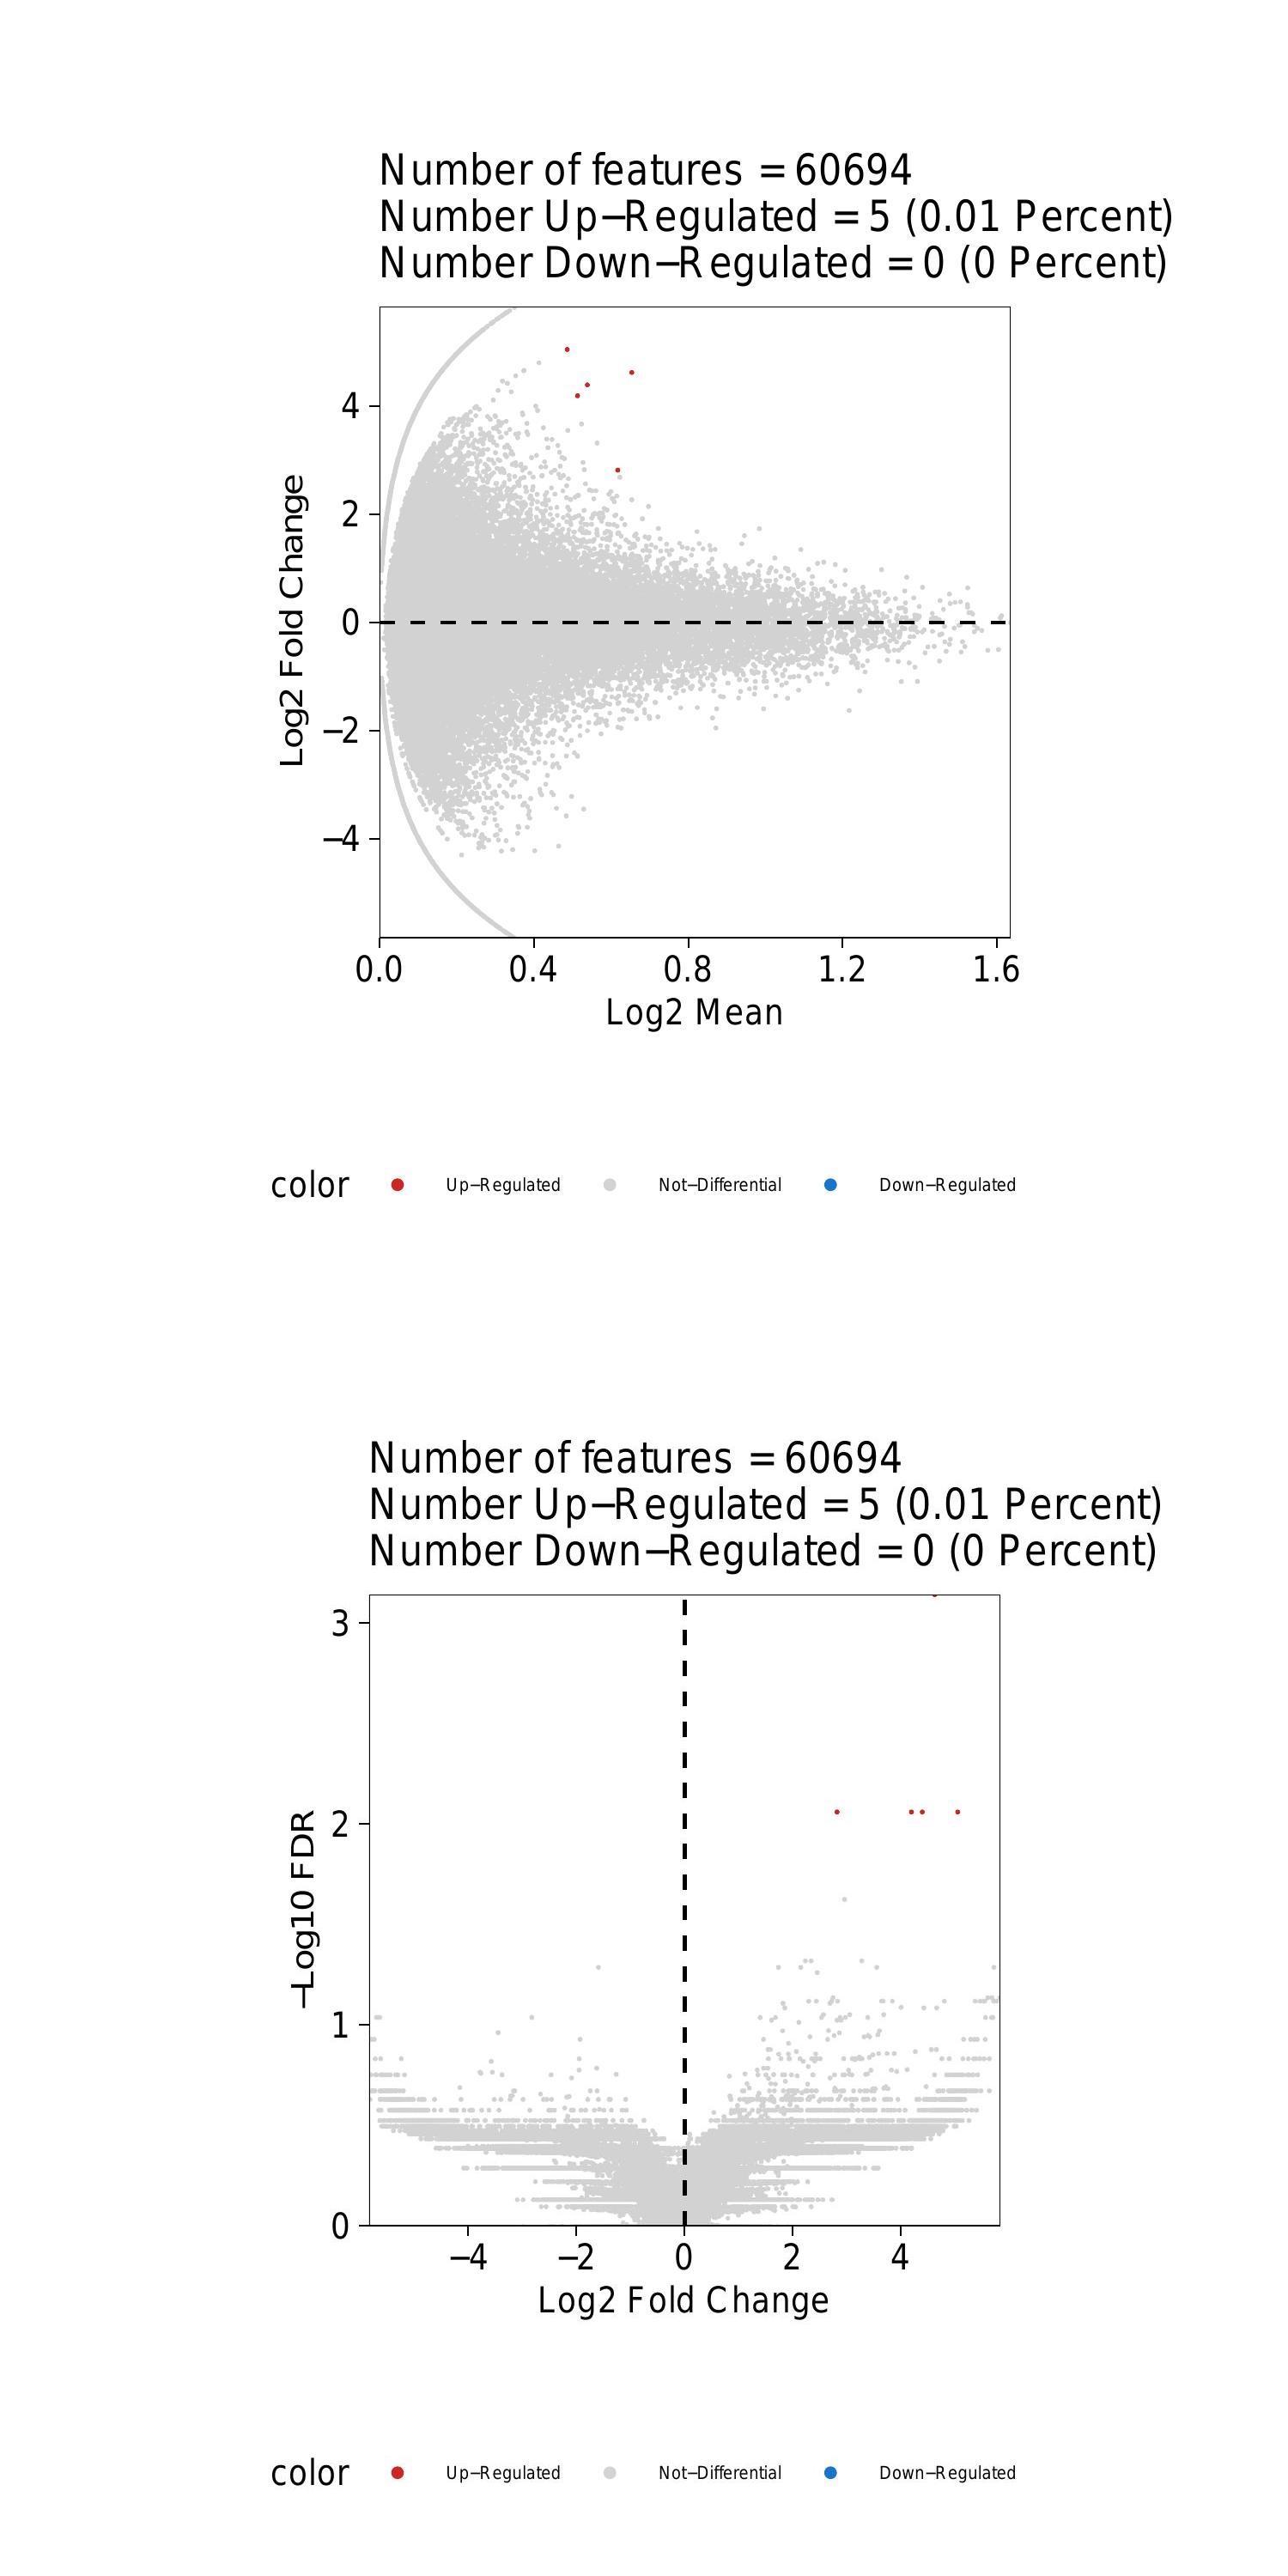 Number of features = 60694
Number Up−Regulated = 5 (0.01 Percent)
Number Down−Regulated = 0 (0 Percent)
4
2
0
−2
−4
Log2 Fold Change
0.0 0.4 0.8 1.2 1.6
Log2 Mean
color Up−Regulated Not−Differential Down−Regulated
Number of features = 60694
Number Up−Regulated = 5 (0.01 Percent)
Number Down−Regulated = 0 (0 Percent)
3
2
1
0
−Log10 FDR
−4 −2 0 2 4
Log2 Fold Change
color Up−Regulated Not−Differential Down−Regulated